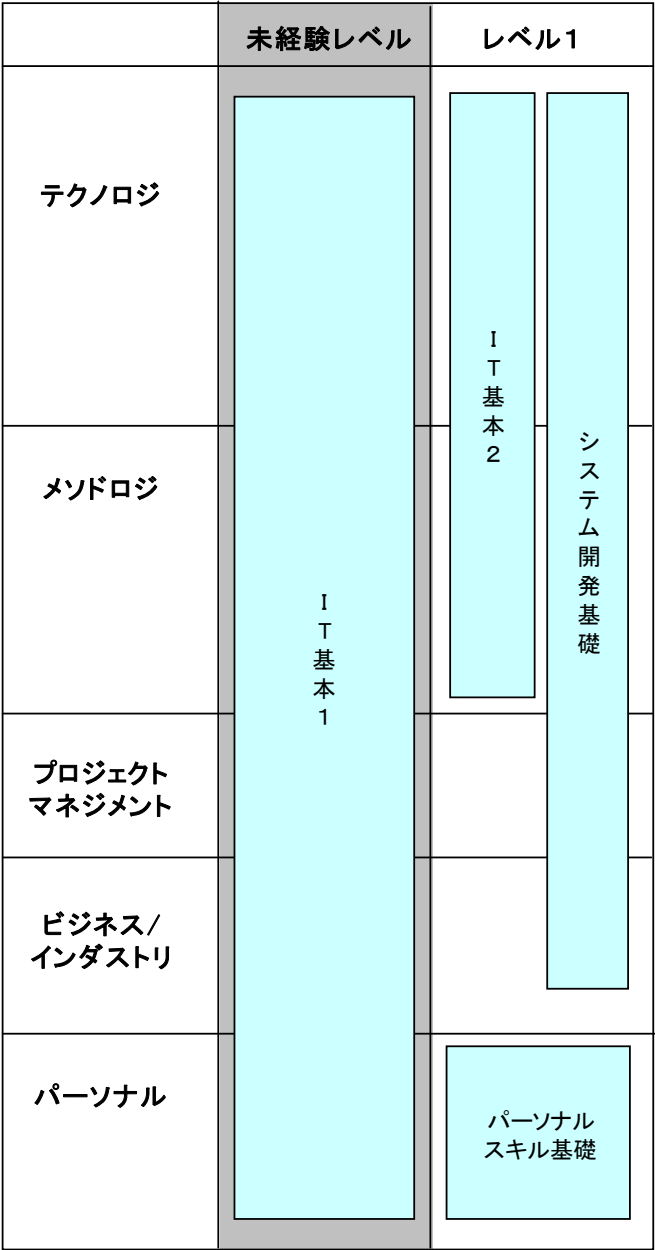 未経験レベル
レベル1
テクノロジ
メソドロジ
プロジェクト
マネジメント
ビジネス/
インダストリ
パーソナル
IT基本1
IT基本2
システム開発基礎
パーソナル
スキル基礎